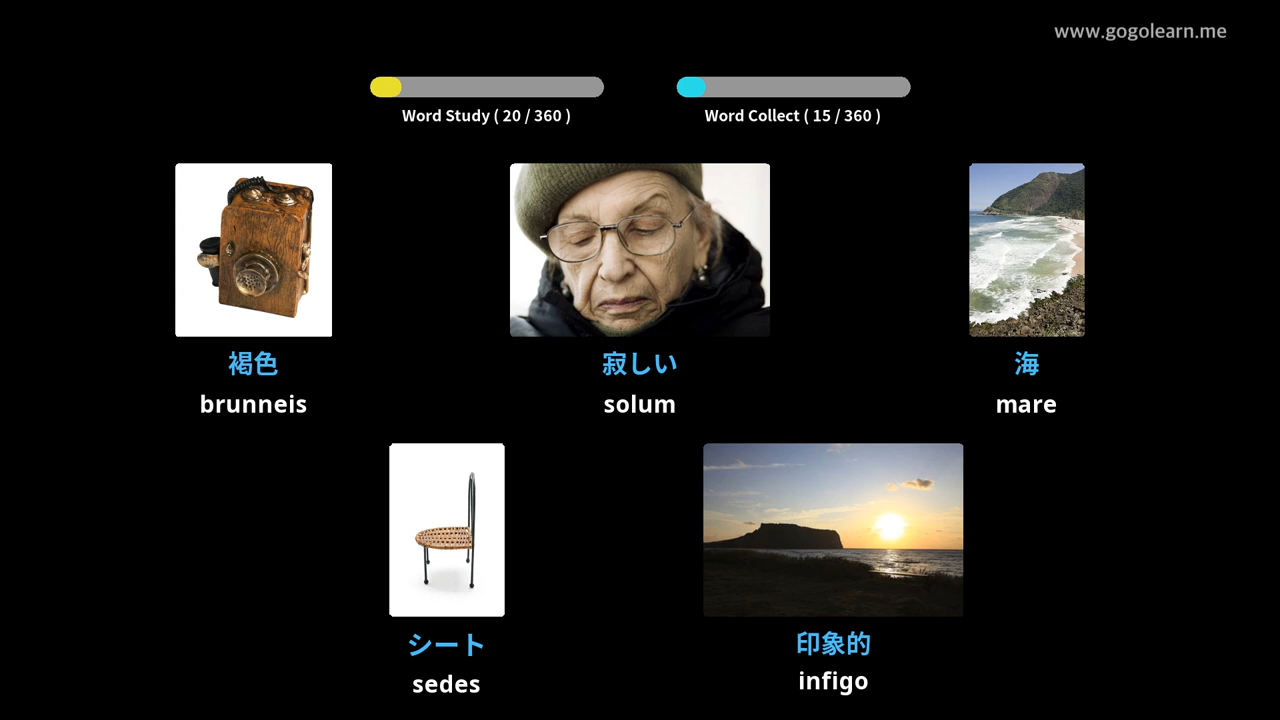 www.gogolearn.me
Word Study ( 20 / 360 )
Word Collect ( 15 / 360 )
褐色
brunneis
寂しい
solum
海
mare
シート
sedes
印象的
infigo